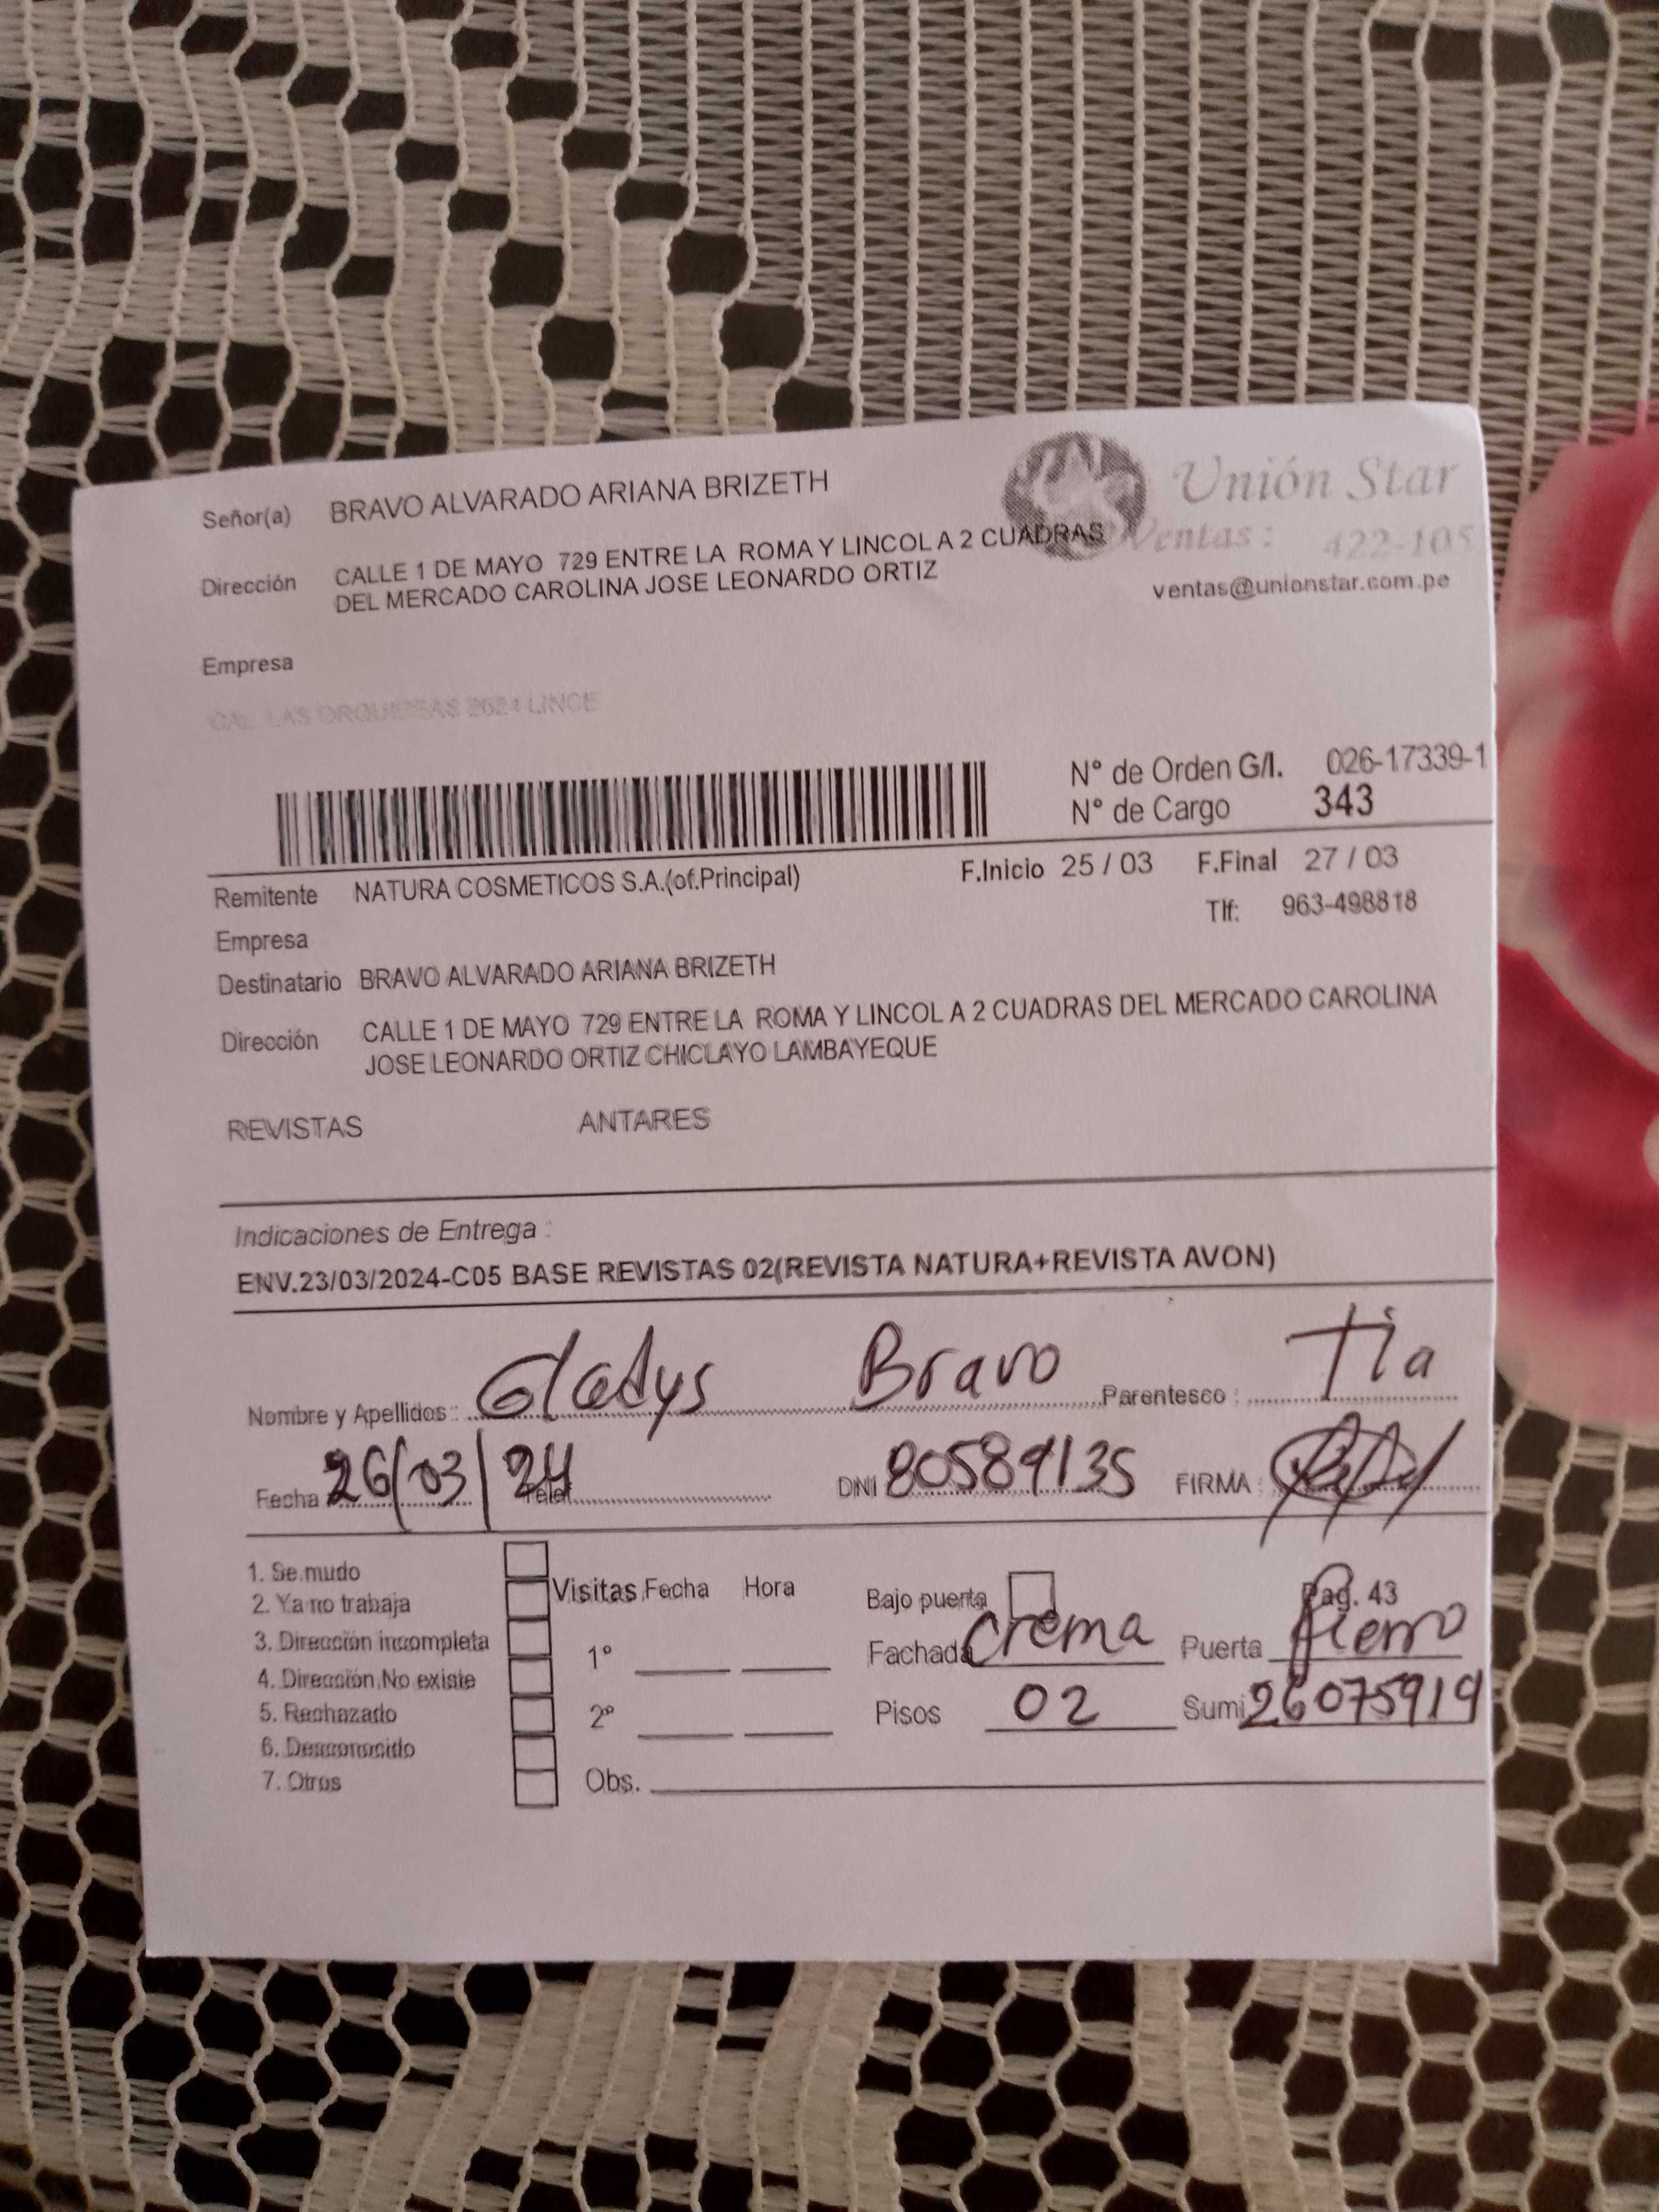 Señor(a) BRAVO ALVARADO ARIANA BRIZETH
Unión Star
Ventas: 422-105
Dirección CALLE 1 DE MAYO 729 ENTRE LA ROMA Y LINCOL A 2 CUADRAS
DEL MERCADO CAROLINA JOSE LEONARDO ORTIZ
ventas@unionstar.com.pe
Empresa
CAL LAS ORQUIDEAS 2624 LINCE
N° de Orden G/I. 026-17339-1
N° de Cargo 343
Remitente NATURA COSMETICOS S.A.(of.Principal) F.Inicio 25 / 03 F.Final 27 / 03
Tlf: 963-498818
Empresa
Destinatario BRAVO ALVARADO ARIANA BRIZETH
Dirección CALLE 1 DE MAYO 729 ENTRE LA ROMA Y LINCOL A 2 CUADRAS DEL MERCADO CAROLINA
JOSE LEONARDO ORTIZ CHICLAYO LAMBAYEQUE
REVISTAS ANTARES
Indicaciones de Entrega :
ENV.23/03/2024-C05 BASE REVISTAS 02(REVISTA NATURA+REVISTA AVON)
Nombre y Apellidos : Gladys Bravo Parentesco : Tia
Fecha 26/03/24 Telef. DNI 80589135 FIRMA :
1. Se mudo
2. Ya no trabaja
3. Dirección incompleta
4. Dirección No existe
5. Rechazado
6. Desconocido
7. Otros
Visitas Fecha Hora
1º
2º
Obs.
Bajo puerta Pag. 43
Fachada crema Puerta fierro
Pisos 02 Sumi 26075919